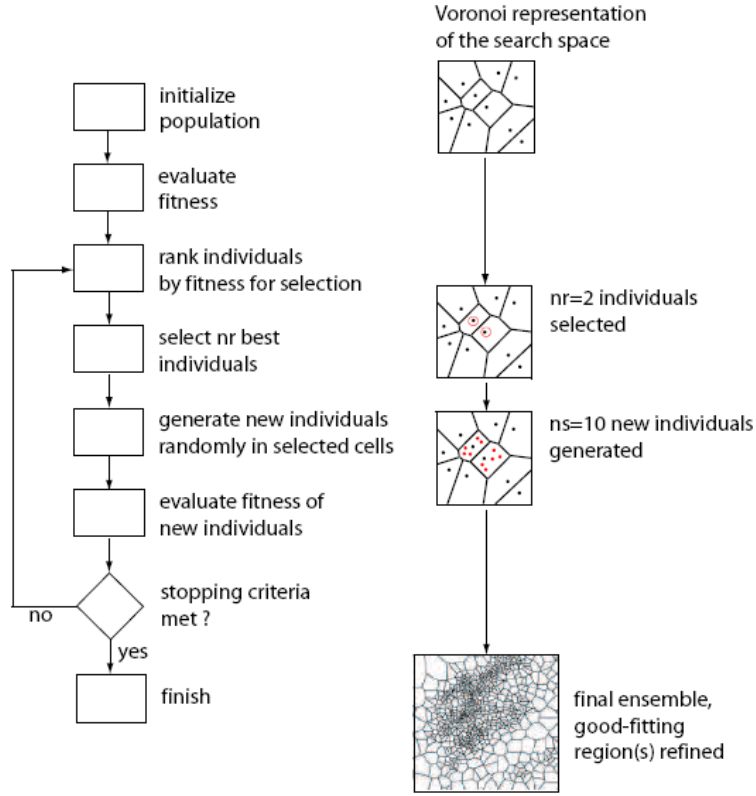 initialize
population
evaluate
fitness
rank individuals
by fitness for selection
select nr best
individuals
generate new individuals
randomly in selected cells
evaluate fitness of
new individuals
stopping criteria
met ?
no
yes
finish
Voronoi representation
of the search space
nr=2 individuals
selected
ns=10 new individuals
generated
final ensemble,
good-fitting
region(s) refined